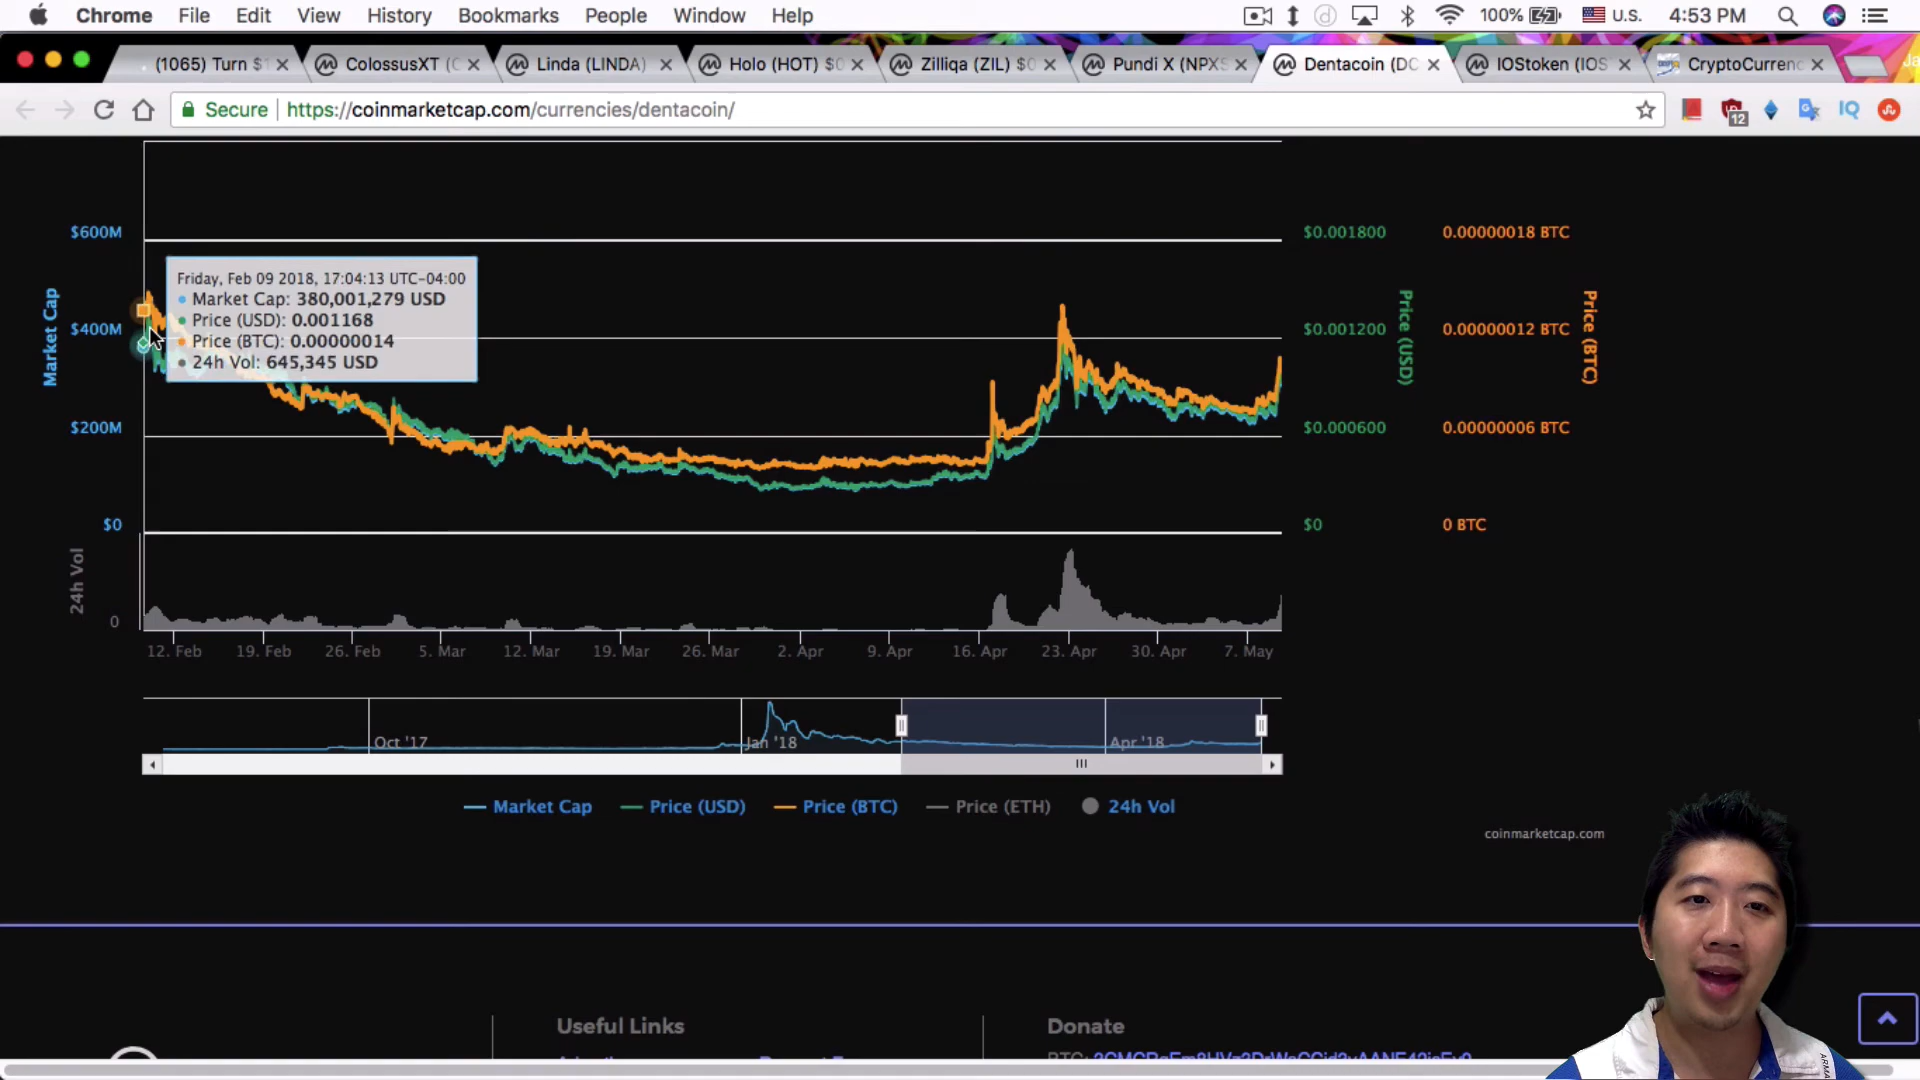 Chrome File Edit View History Bookmarks People Window Help 100% U.S. 4:53 PM
(1065) Turn $1 ColossusXT (C Linda (LINDA) Holo (HOT) $0 Zilliqa (ZIL) $0 Pundi X (NPXS Dentacoin (DC IOStoken (IOS CryptoCurrenc
Secure https://coinmarketcap.com/currencies/dentacoin/ 12 IQ
$600M $0.001800 0.00000018 BTC
Friday, Feb 09 2018, 17:04:13 UTC-04:00
Market Cap: 380,001,279 USD
Price (USD): 0.001168
Price (BTC): 0.00000014
24h Vol: 645,345 USD
Market Cap
$400M $0.001200 0.00000012 BTC
Price (USD)
Price (BTC)
$200M $0.000600 0.00000006 BTC
$0 $0 0 BTC
24h Vol
0
12. Feb 19. Feb 26. Feb 5. Mar 12. Mar 19. Mar 26. Mar 2. Apr 9. Apr 16. Apr 23. Apr 30. Apr 7. May
Oct '17 Jan '18 Apr '18
Market Cap Price (USD) Price (BTC) Price (ETH) 24h Vol
coinmarketcap.com
Useful Links Donate
BTC: